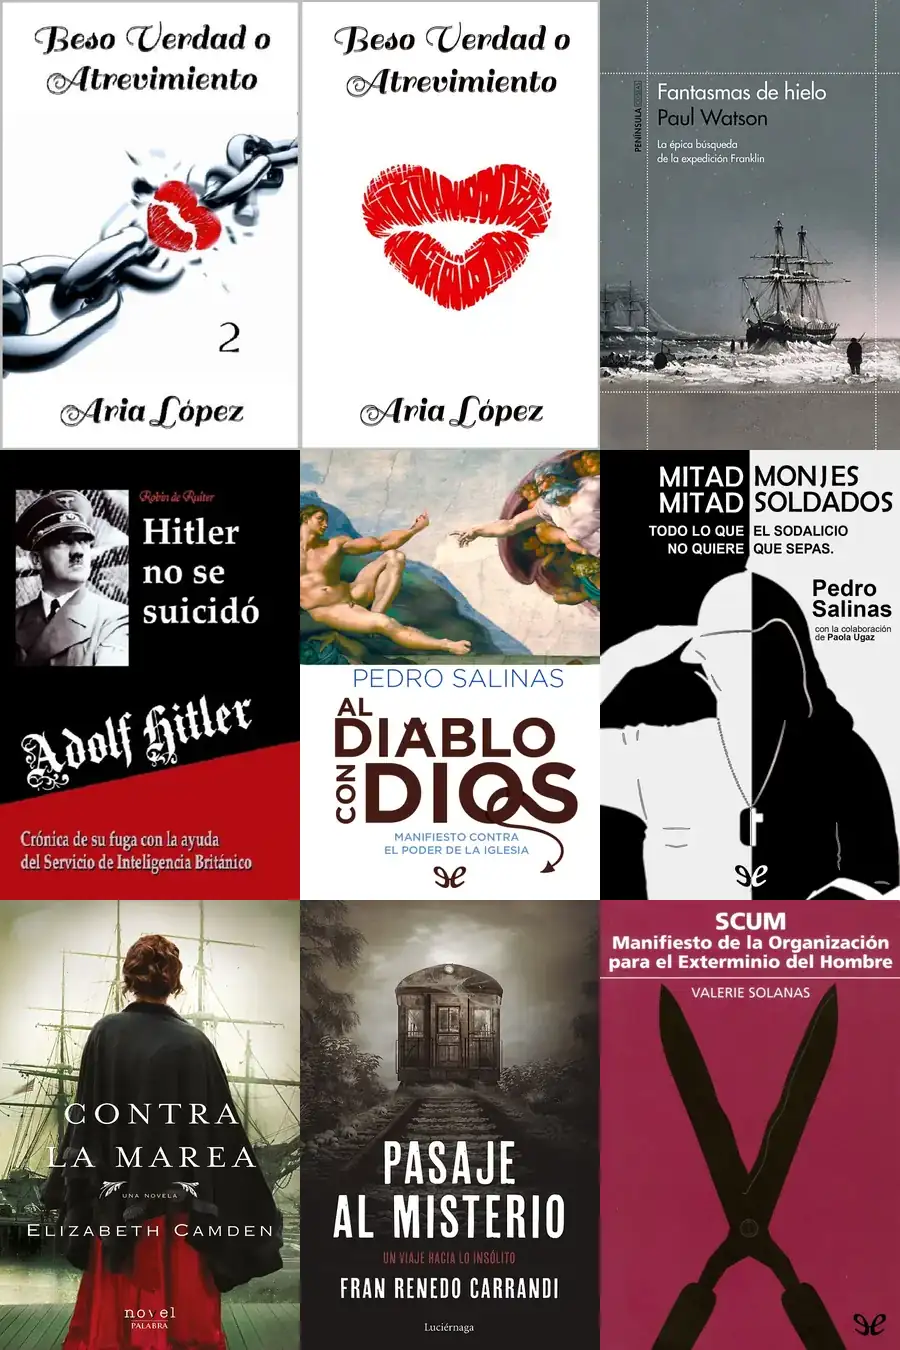 Beso Verdad o
Atrevimiento
2
Aria López
Beso Verdad o
Atrevimiento
Aria López
PENÍNSULA
Fantasmas de hielo
Paul Watson
La épica búsqueda
de la expedición Franklin
Robin de Ruiter
Hitler
no se
suicidó
Adolf Hitler
Crónica de su fuga con la ayuda
del Servicio de Inteligencia Británico
PEDRO SALINAS
AL
DIABLO
CON
DIOS
MANIFIESTO CONTRA
EL PODER DE LA IGLESIA
MITAD MONJES
MITAD SOLDADOS
TODO LO QUE EL SODALICIO
NO QUIERE QUE SEPAS.
Pedro
Salinas
con la colaboración
de Paola Ugaz
CONTRA
LA MAREA
UNA NOVELA
ELIZABETH CAMDEN
novel
PALABRA
PASAJE
AL MISTERIO
UN VIAJE HACIA LO INSÓLITO
FRAN RENEDO CARRANDI
Luciérnaga
SCUM
Manifiesto de la Organización
para el Exterminio del Hombre
VALERIE SOLANAS